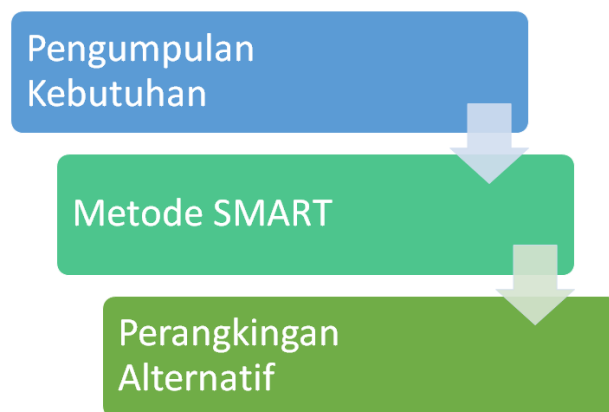 Pengumpulan
Kebutuhan
Metode SMART
Perangkingan
Alternatif